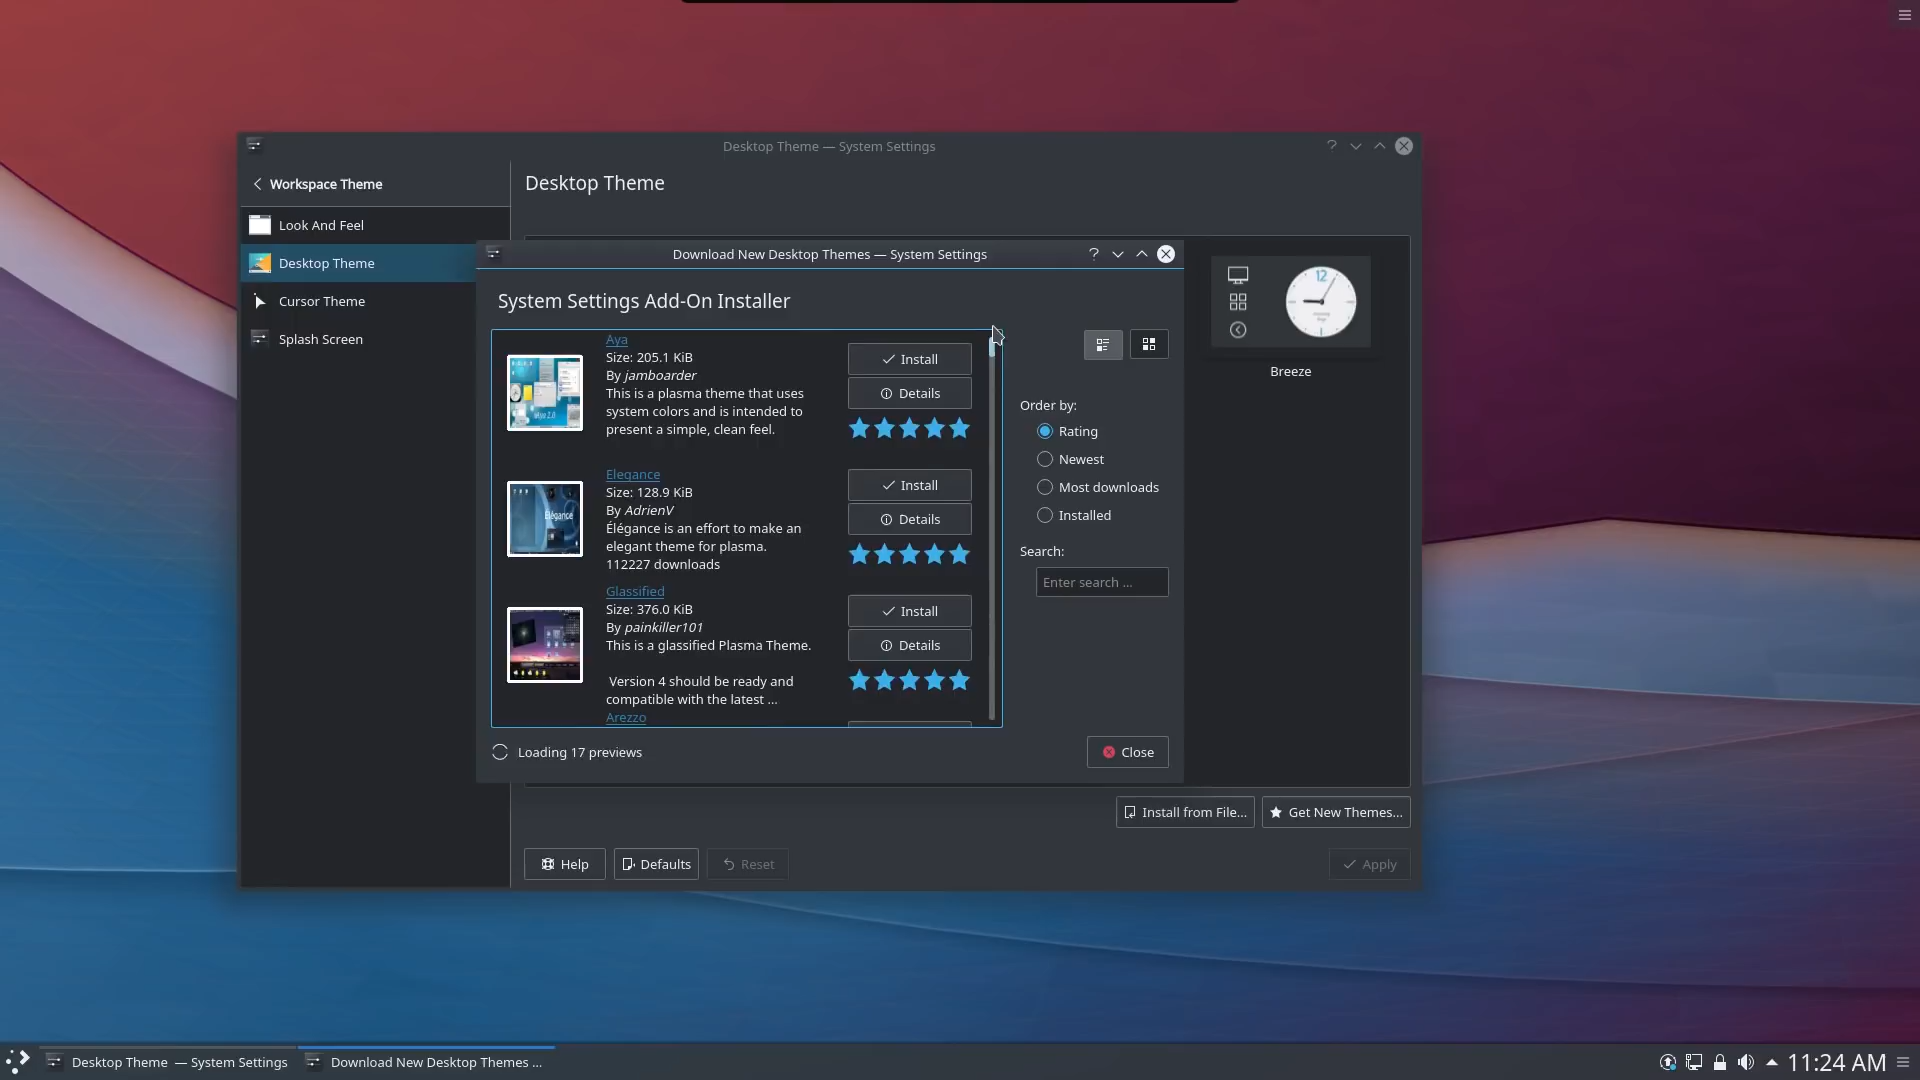 Desktop Theme — System Settings
Workspace Theme
Desktop Theme
Look And Feel
Desktop Theme
Cursor Theme
Splash Screen
Download New Desktop Themes — System Settings
System Settings Add-On Installer
Aya
Size: 205.1 KiB
By jamboarder
This is a plasma theme that uses
system colors and is intended to
present a simple, clean feel.
Install
Details
Elegance
Size: 128.9 KiB
By AdrienV
Élégance is an effort to make an
elegant theme for plasma.
112227 downloads
Install
Details
Glassified
Size: 376.0 KiB
By painkiller101
This is a glassified Plasma Theme.
Version 4 should be ready and
compatible with the latest ...
Install
Details
Arezzo
Order by:
Rating
Newest
Most downloads
Installed
Search:
Enter search ...
Loading 17 previews
Close
12
Breeze
Install from File...
Get New Themes...
Help
Defaults
Reset
Apply
Desktop Theme — System Settings
Download New Desktop Themes ...
11:24 AM